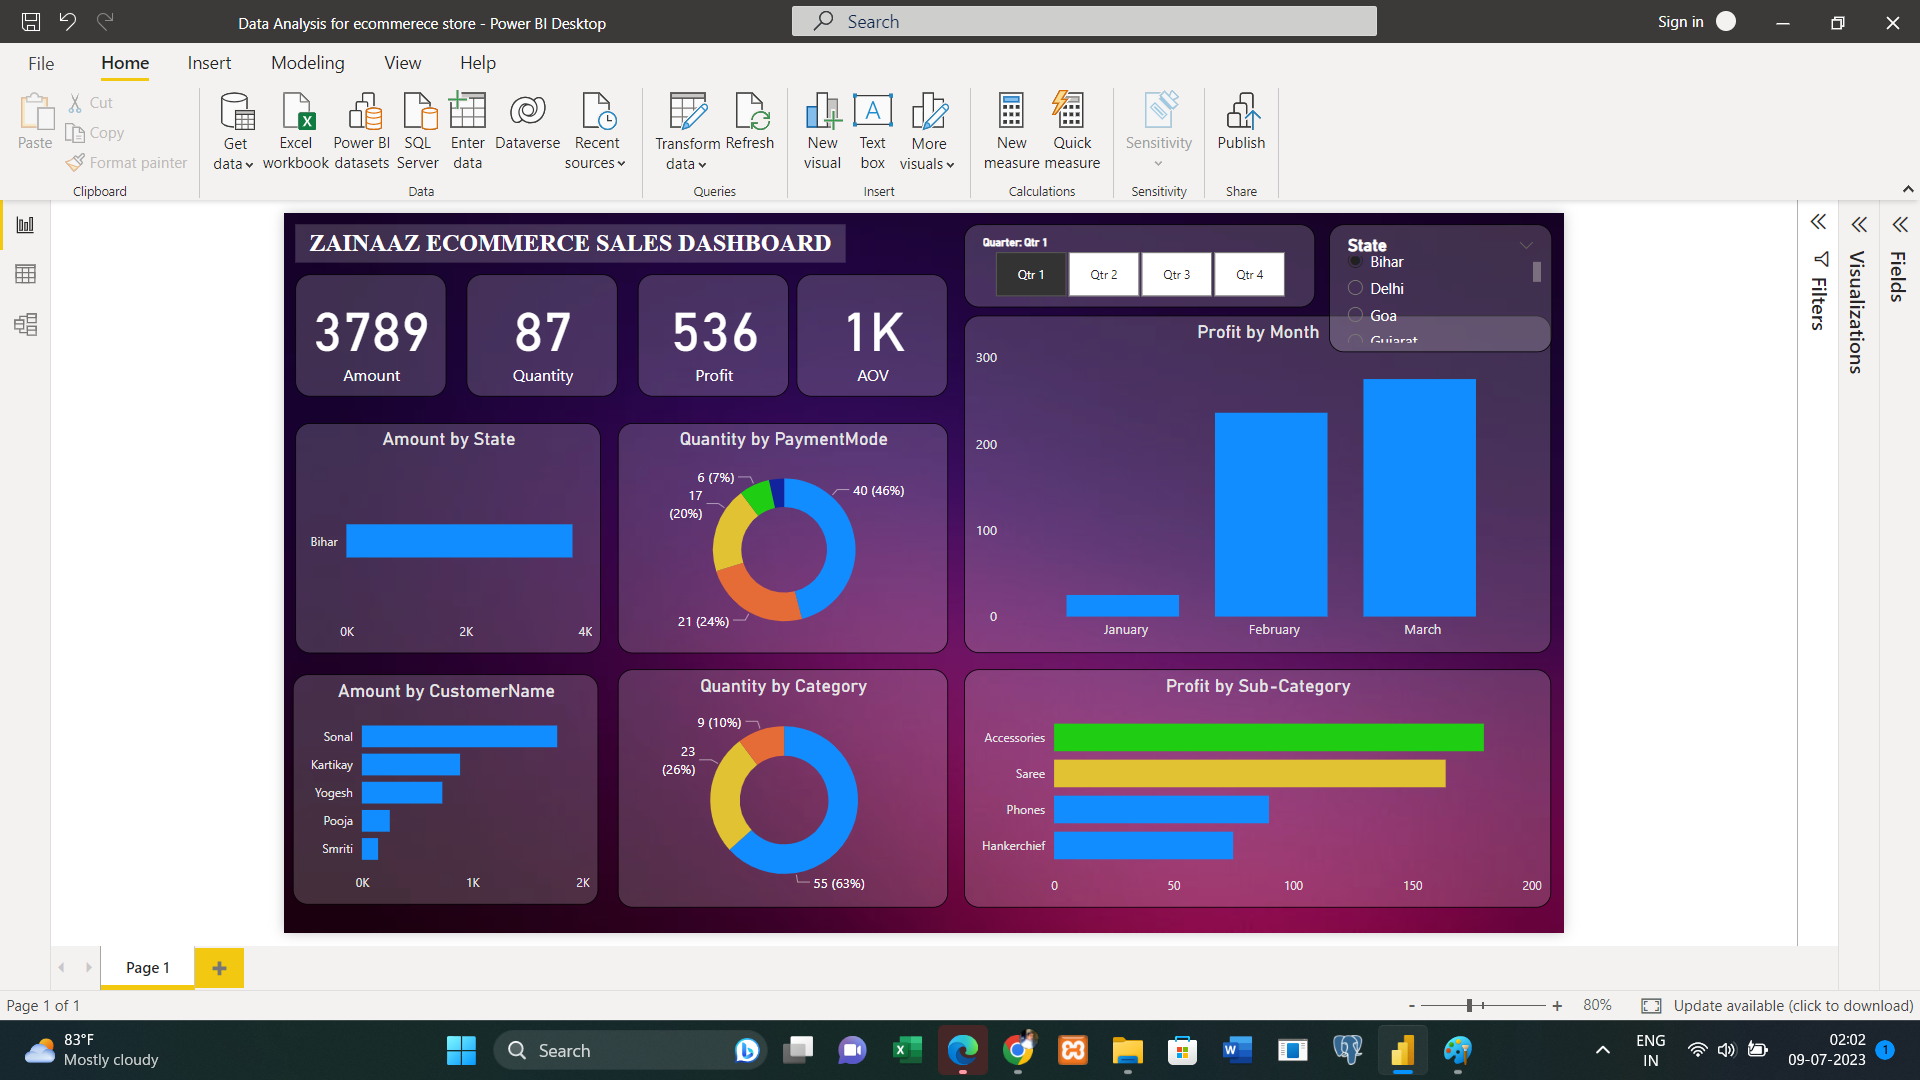 Data Analysis for ecommerece store - Power BI Desktop
Search
Sign in
File
Home
Insert
Modeling
View
Help
Paste
Cut
Copy
Format painter
Clipboard
Get data
Excel workbook
Power BI datasets
SQL Server
Enter data
Dataverse
Recent sources
Data
Transform data
Refresh
Queries
New visual
Text box
More visuals
Insert
New measure
Quick measure
Calculations
Sensitivity
Sensitivity
Publish
Share
ZAINAAZ ECOMMERCE SALES DASHBOARD
Quarter: Qtr 1
Qtr 1
Qtr 2
Qtr 3
Qtr 4
State
Bihar
Delhi
Goa
Gujarat
3789
Amount
87
Quantity
536
Profit
1K
AOV
Profit by Month
300
200
100
0
January
February
March
Amount by State
Bihar
0K
2K
4K
Quantity by PaymentMode
6 (7%)
17
(20%)
40 (46%)
21 (24%)
Amount by CustomerName
Sonal
Kartikay
Yogesh
Pooja
Smriti
0K
1K
2K
Quantity by Category
9 (10%)
23
(26%)
55 (63%)
Profit by Sub-Category
Accessories
Saree
Phones
Hankerchief
0
50
100
150
200
Filters
Visualizations
Fields
Page 1
Page 1 of 1
- + 80%
Update available (click to download)
83°F
Mostly cloudy
Search
ENG
IN
02:02
09-07-2023
1